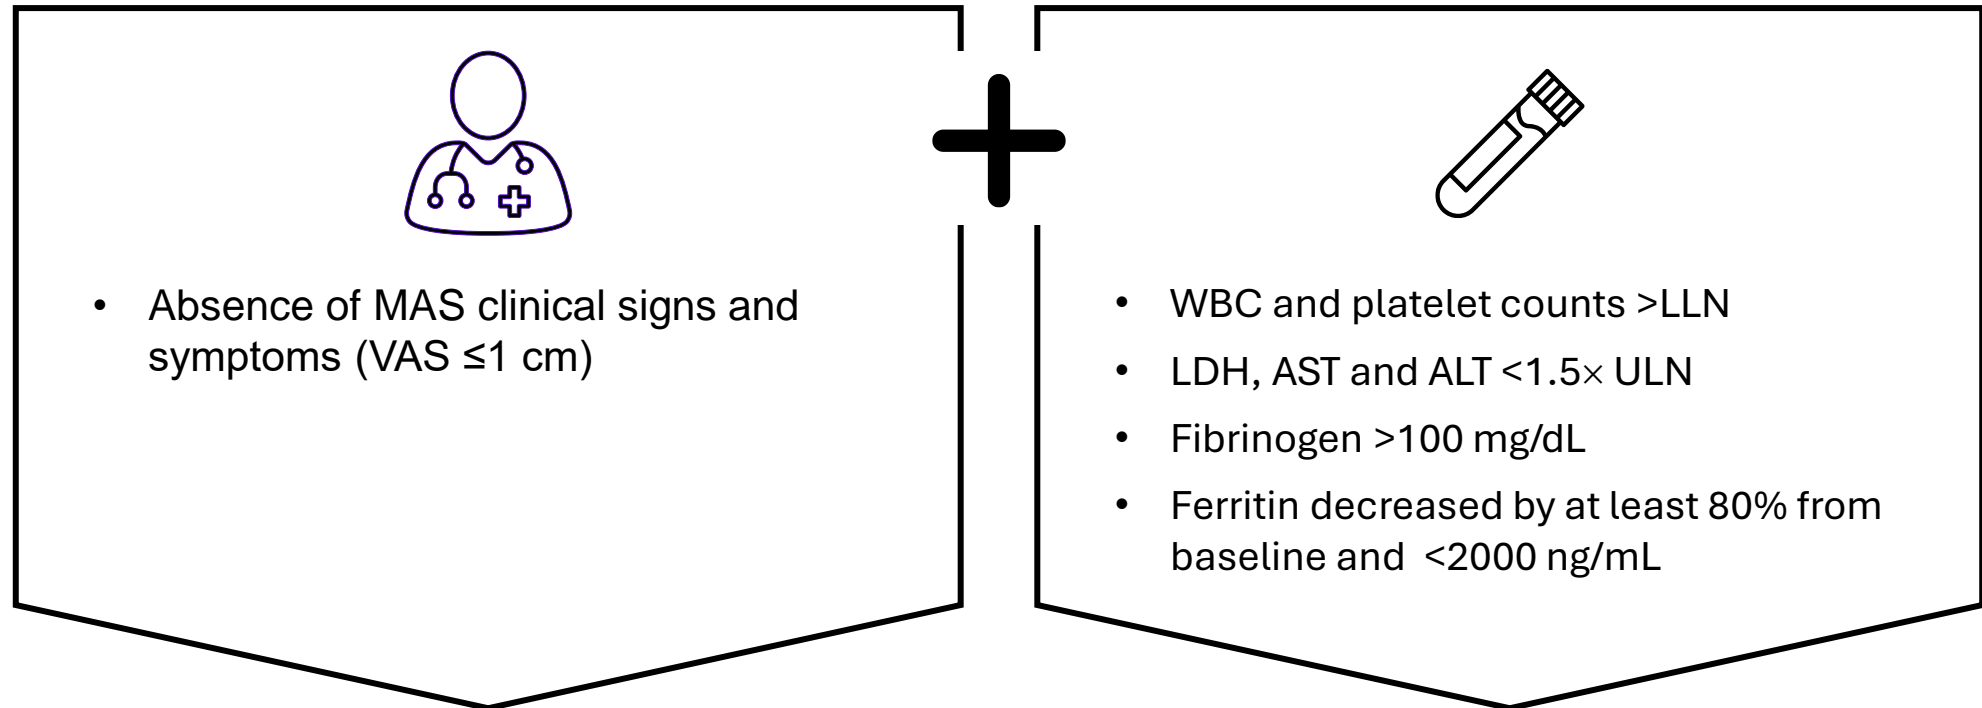 • Absence of MAS clinical signs and
symptoms (VAS ≤1 cm)
• WBC and platelet counts >LLN
• LDH, AST and ALT <1.5× ULN
• Fibrinogen >100 mg/dL
• Ferritin decreased by at least 80% from
baseline and  <2000 ng/mL